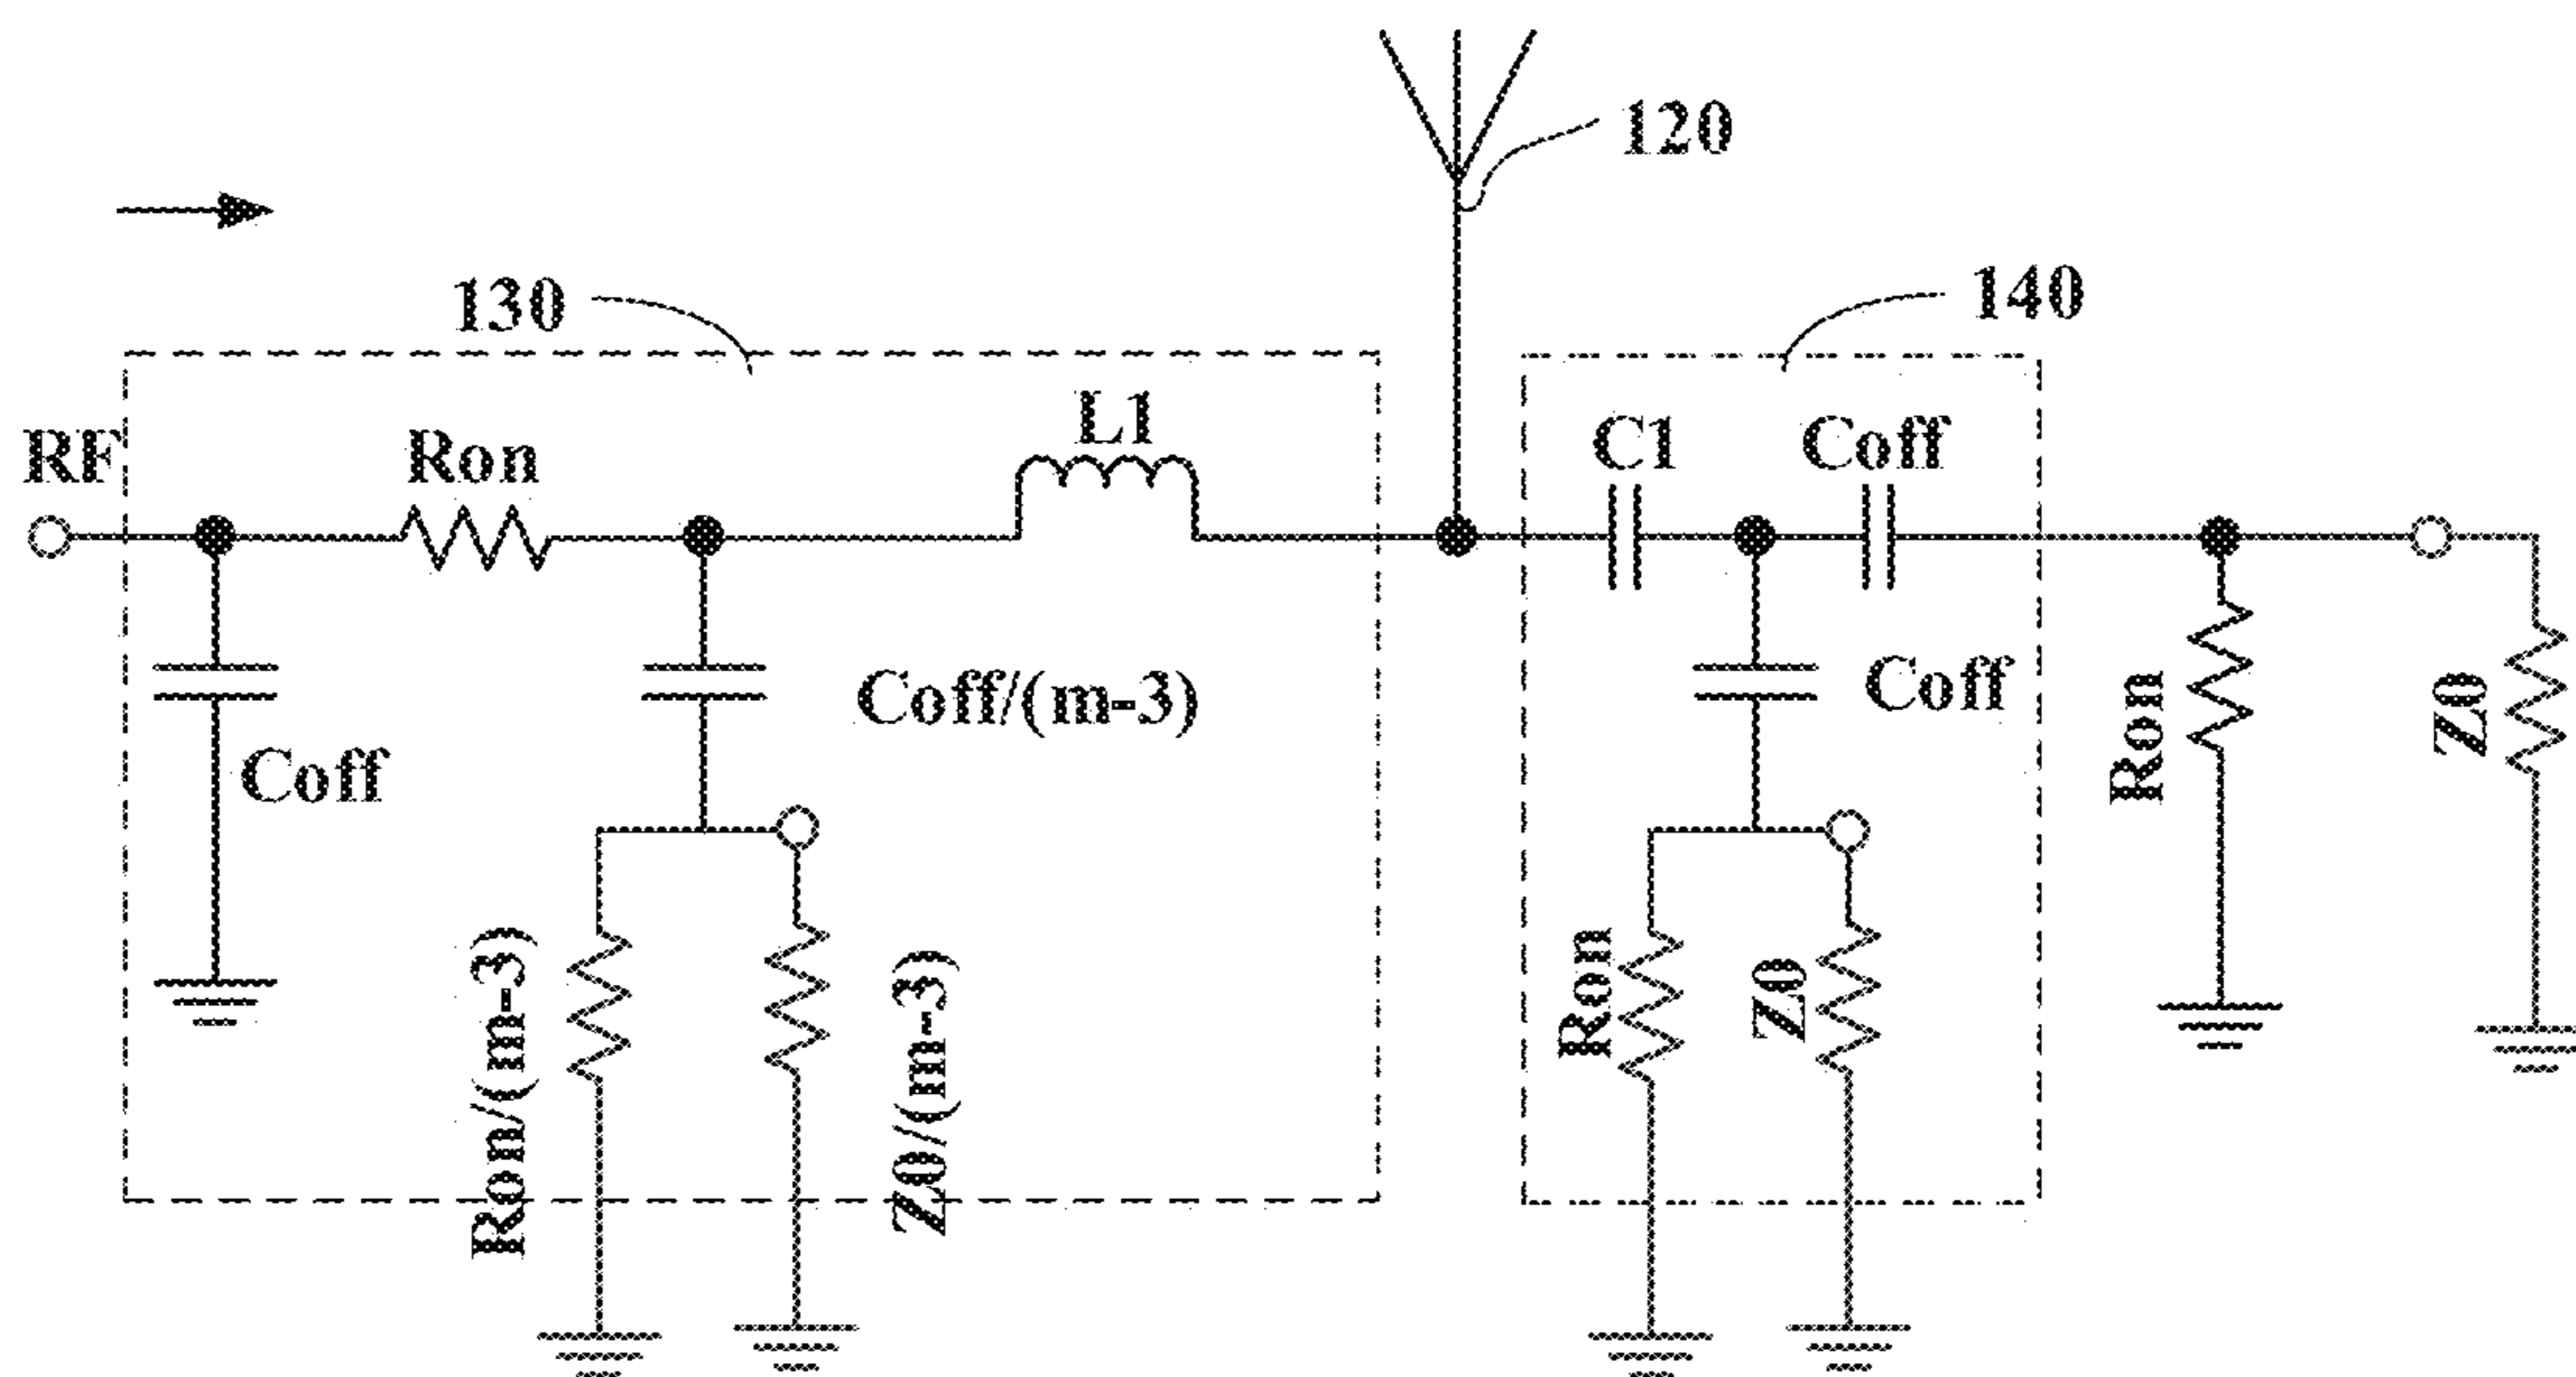 120
130
140
RF
Ron
L1
C1
Coff
Coff
Coff/(m-3)
Coff
Ron
Z0
Ron/(m-3)
Z0/(m-3)
Ron
Z0